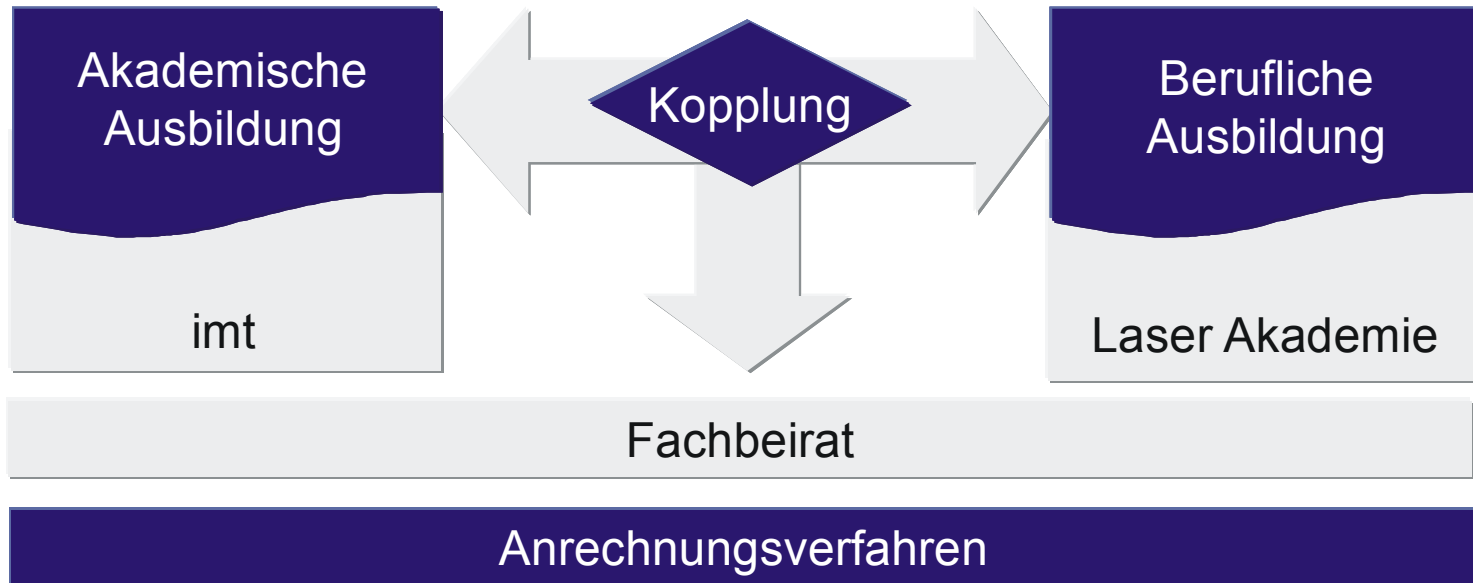 Akademische
Ausbildung
imt
Kopplung
Berufliche
Ausbildung
Laser Akademie
Fachbeirat
Anrechnungsverfahren